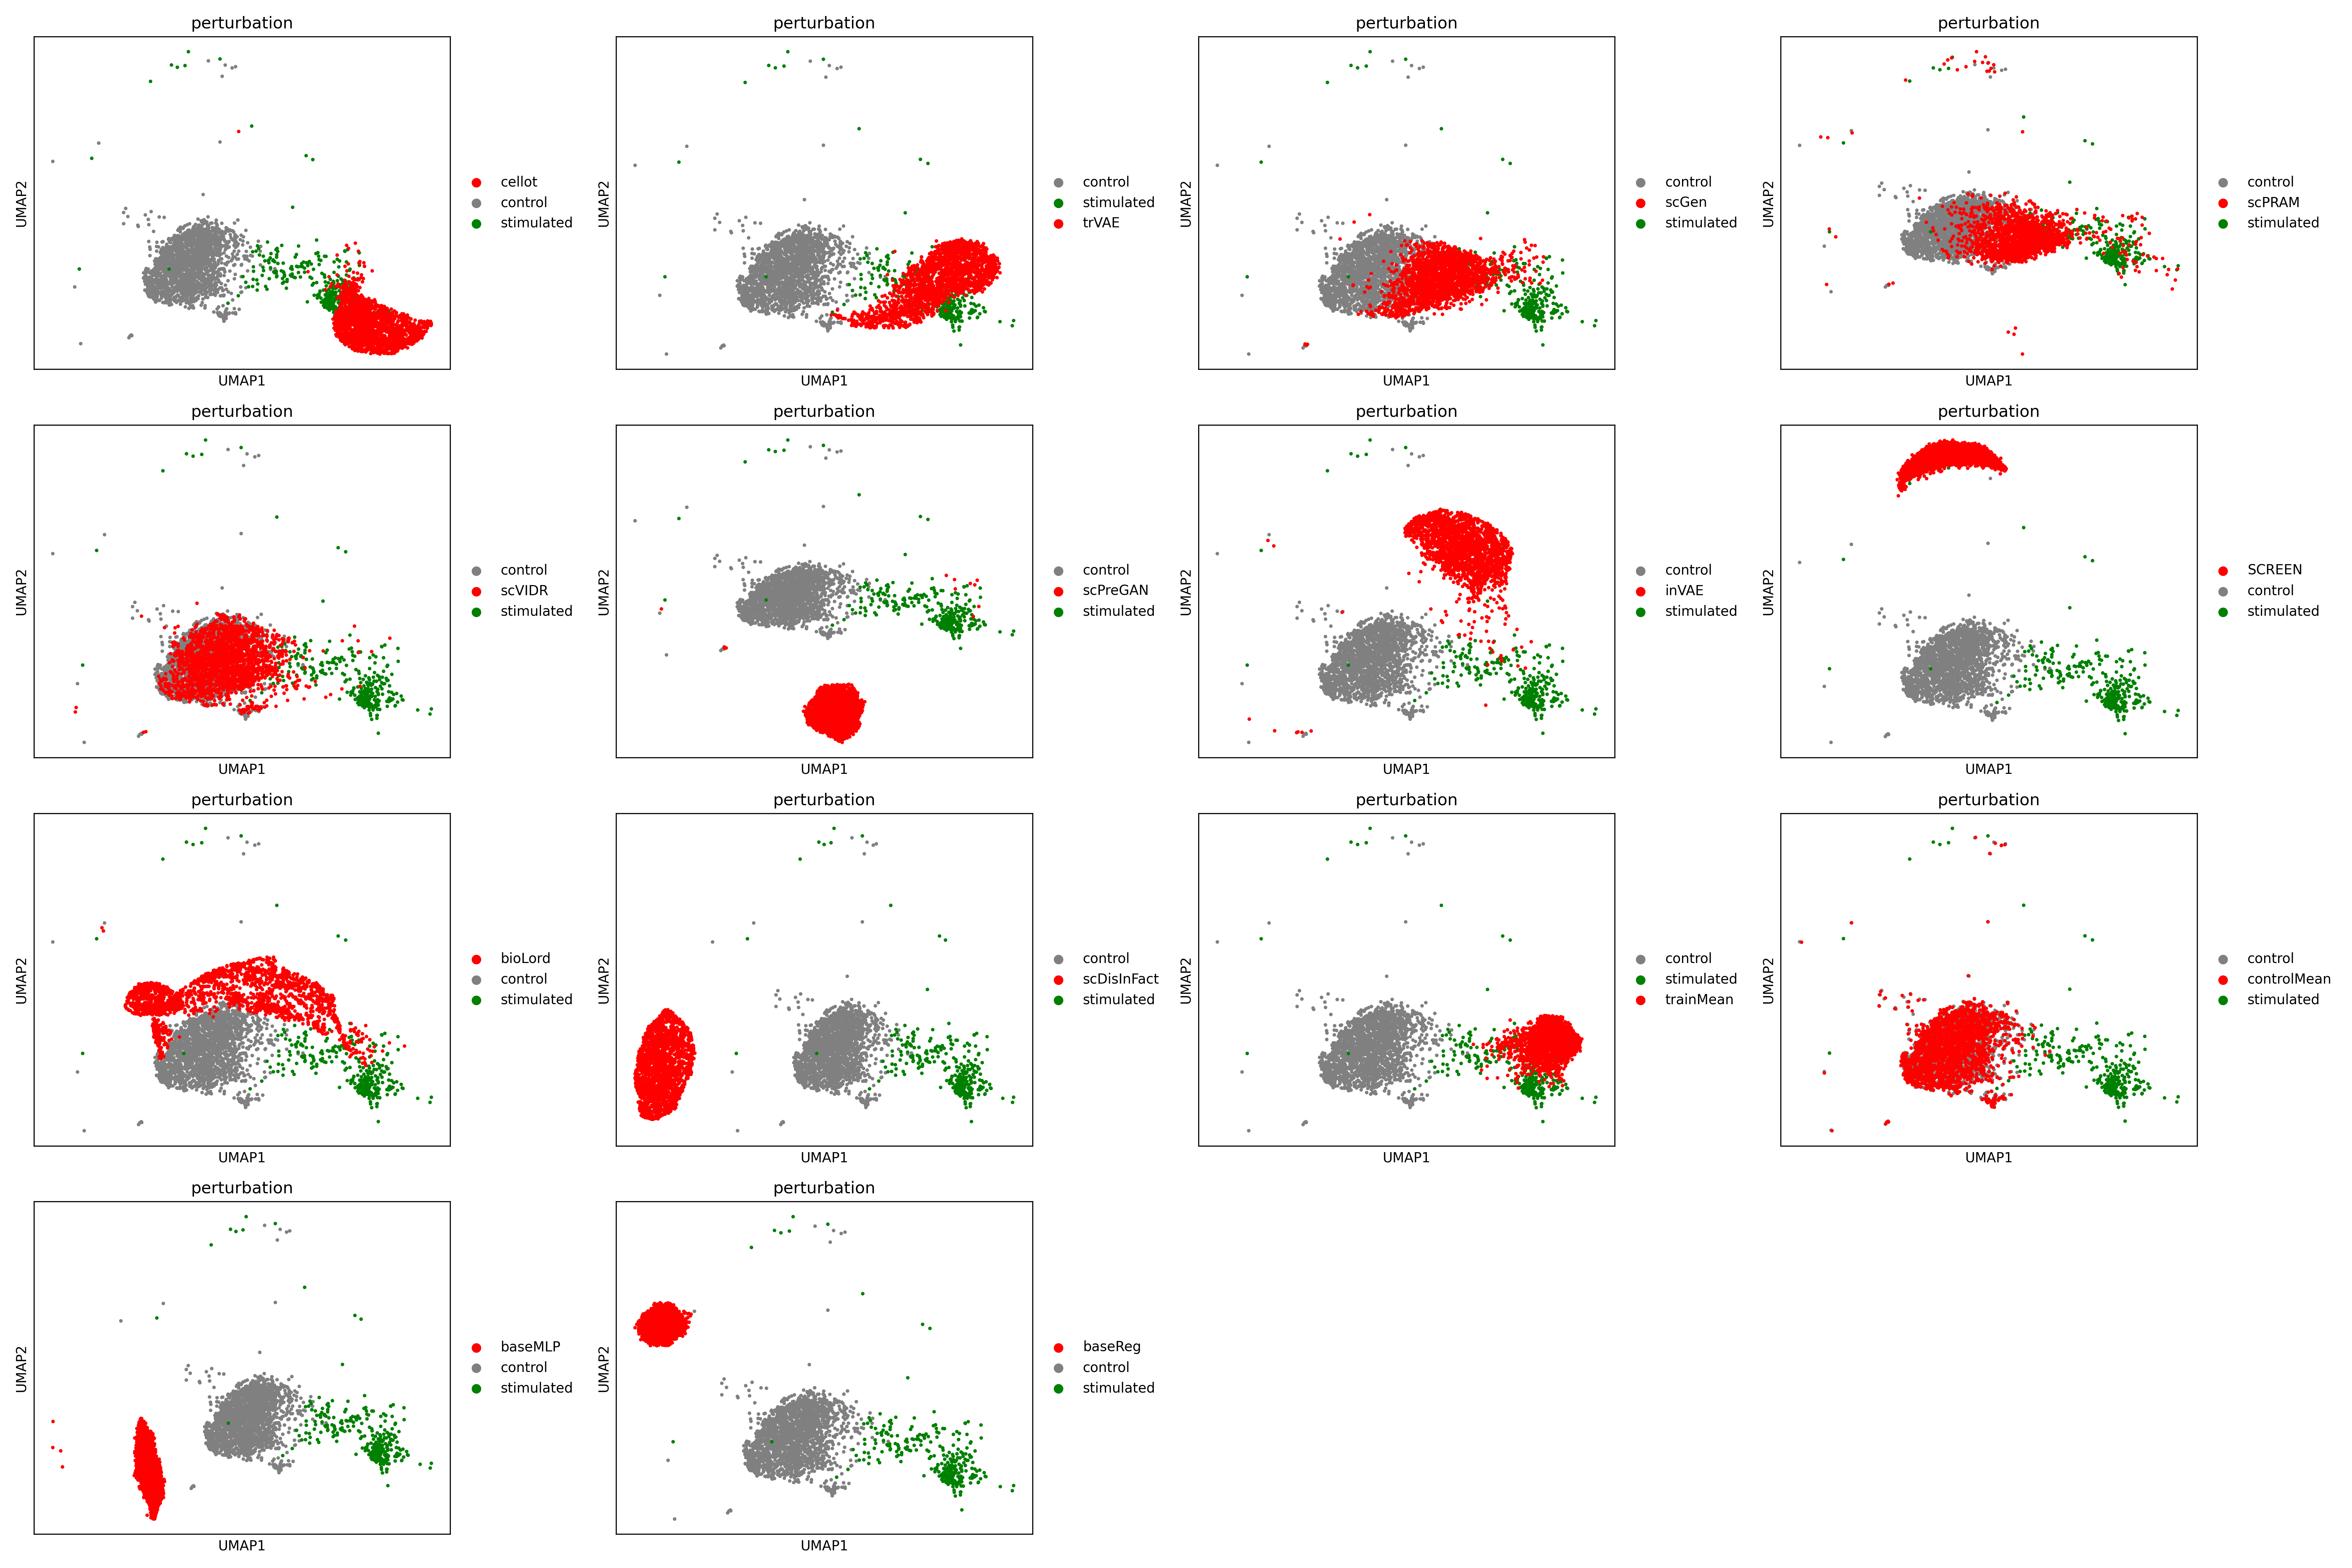 perturbation
UMAP2
UMAP1
cellot
control
stimulated
perturbation
UMAP2
UMAP1
control
stimulated
trVAE
perturbation
UMAP2
UMAP1
control
scGen
stimulated
perturbation
UMAP2
UMAP1
control
scPRAM
stimulated
perturbation
UMAP2
UMAP1
control
scVIDR
stimulated
perturbation
UMAP2
UMAP1
control
scPreGAN
stimulated
perturbation
UMAP2
UMAP1
control
inVAE
stimulated
perturbation
UMAP2
UMAP1
SCREEN
control
stimulated
perturbation
UMAP2
UMAP1
bioLord
control
stimulated
perturbation
UMAP2
UMAP1
control
scDisInFact
stimulated
perturbation
UMAP2
UMAP1
control
stimulated
trainMean
perturbation
UMAP2
UMAP1
control
controlMean
stimulated
perturbation
UMAP2
UMAP1
baseMLP
control
stimulated
perturbation
UMAP2
UMAP1
baseReg
control
stimulated